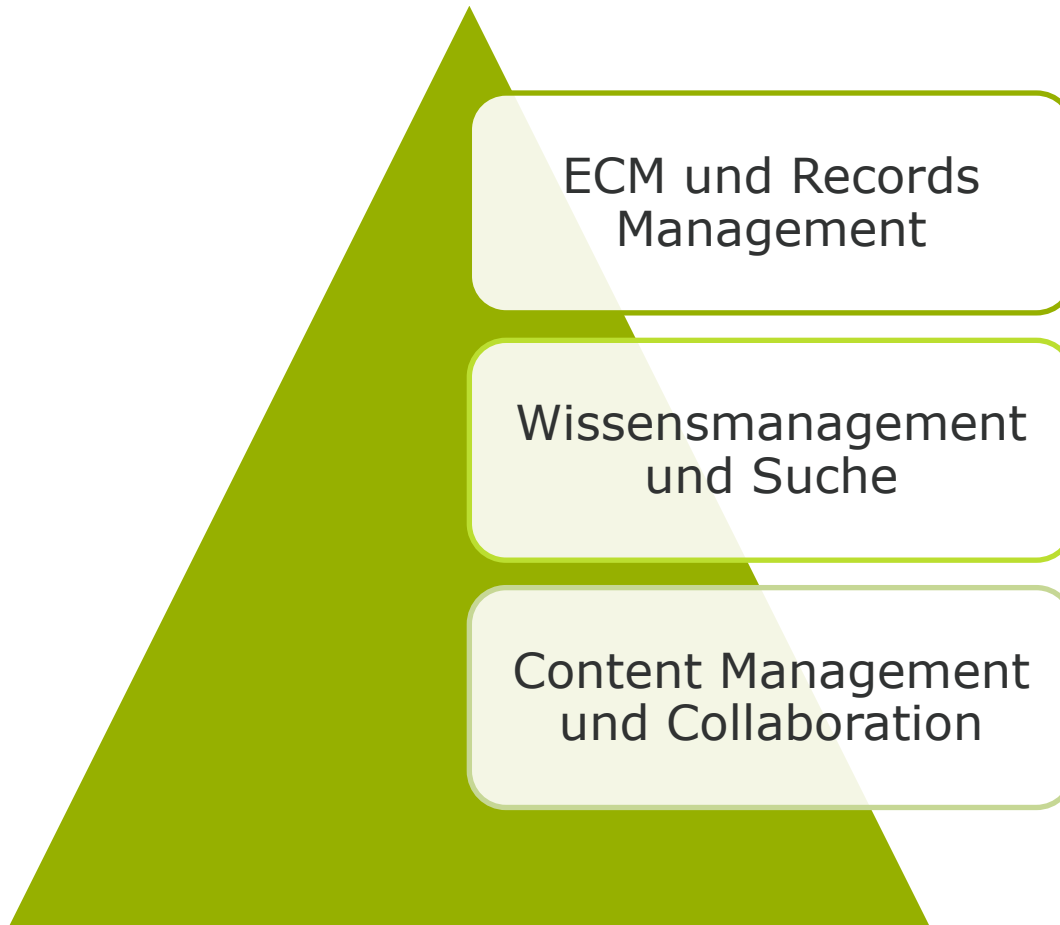 ECM und Records
Management
Wissensmanagement
und Suche
Content Management
und Collaboration